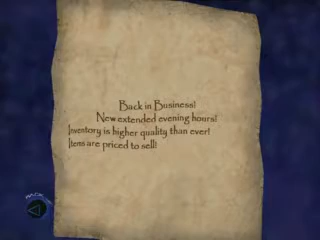 Back in Business!
New extended evening hours!
Inventory is higher quality than ever!
Items are priced to sell!